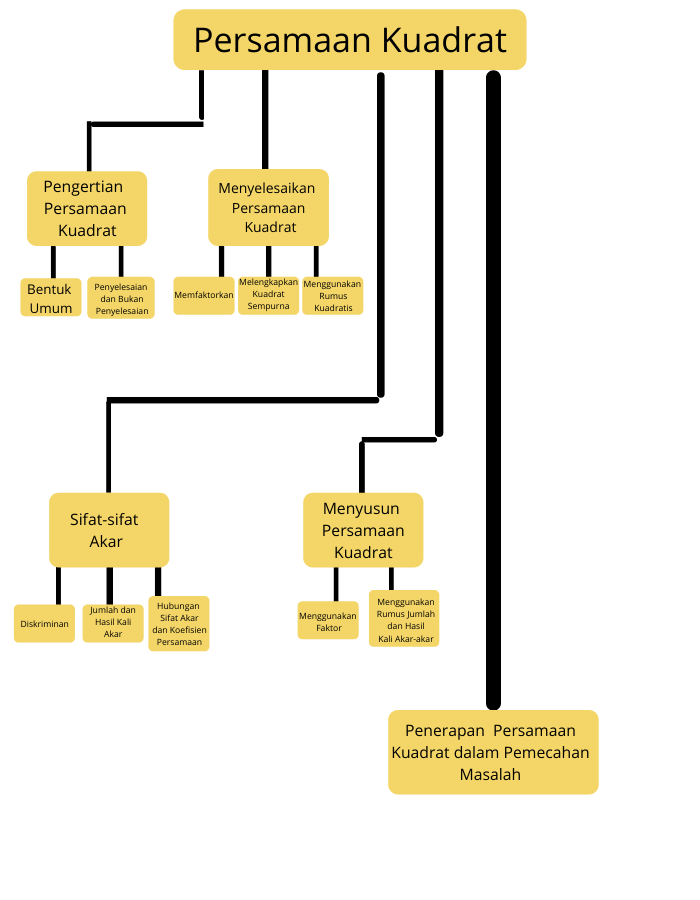 Persamaan Kuadrat
Pengertian
Persamaan
Kuadrat
Menyelesaikan
Persamaan
Kuadrat
Bentuk
Umum
Penyelesaian
dan Bukan
Penyelesaian
Memfaktorkan
Melengkapkan
Kuadrat
Sempurna
Menggunakan
Rumus
Kuadratis
Sifat-sifat
Akar
Menyusun
Persamaan
Kuadrat
Diskriminan
Jumlah dan
Hasil Kali
Akar
Hubungan
Sifat Akar
dan Koefisien
Persamaan
Menggunakan
Faktor
Menggunakan
Rumus Jumlah
dan Hasil
Kali Akar-akar
Penerapan Persamaan
Kuadrat dalam Pemecahan
Masalah